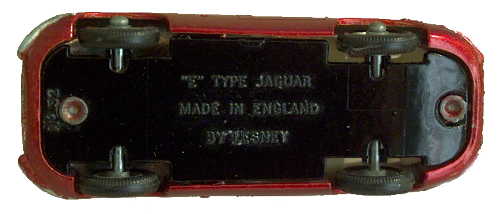 "E" TYPE JAGUAR
MADE IN ENGLAND
BY LESNEY